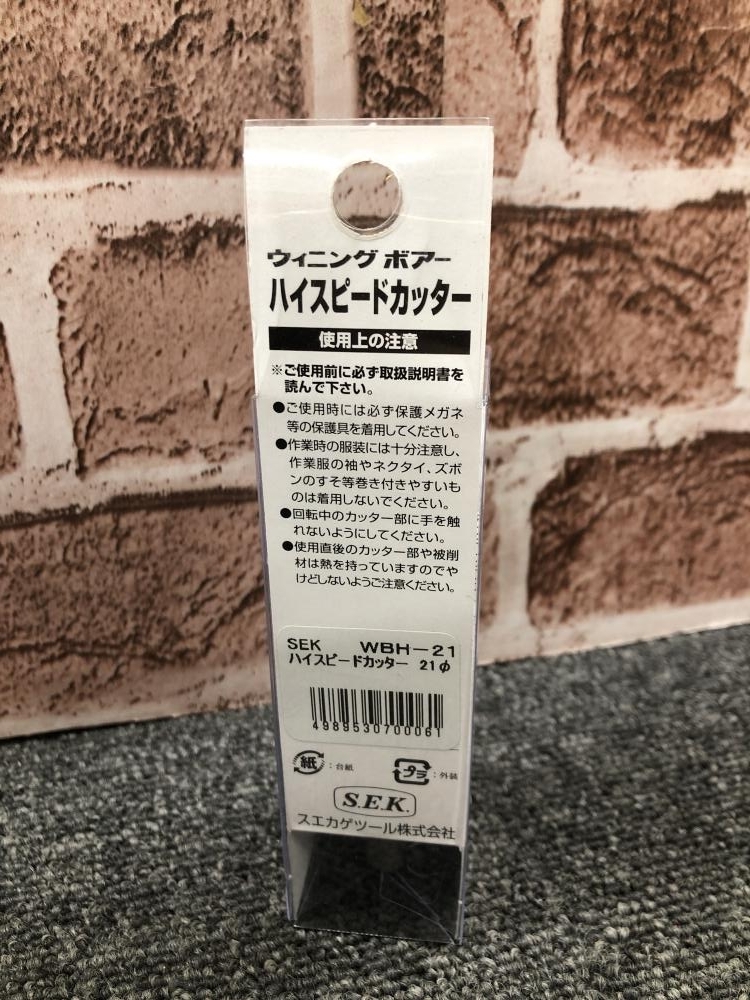 ウィニング ボアー
ハイスピードカッター
使用上の注意
※ご使用前に必ず取扱説明書を
読んで下さい。
●ご使用時には必ず保護メガネ
等の保護具を着用してください。
●作業時の服装には十分注意し、
作業服の袖やネクタイ、ズボ
ンのすそ等巻き付きやすいも
のは着用しないでください。
●回転中のカッター部に手を触
れないようにしてください。
●使用直後のカッター部や被削
材は熱を持っていますのでや
けどしないようご注意ください。
SEK WBH-21
ハイスピードカッター 21φ
4989530700061
紙 : 台紙 プラ : 外装
S.E.K.
スエカゲツール株式会社